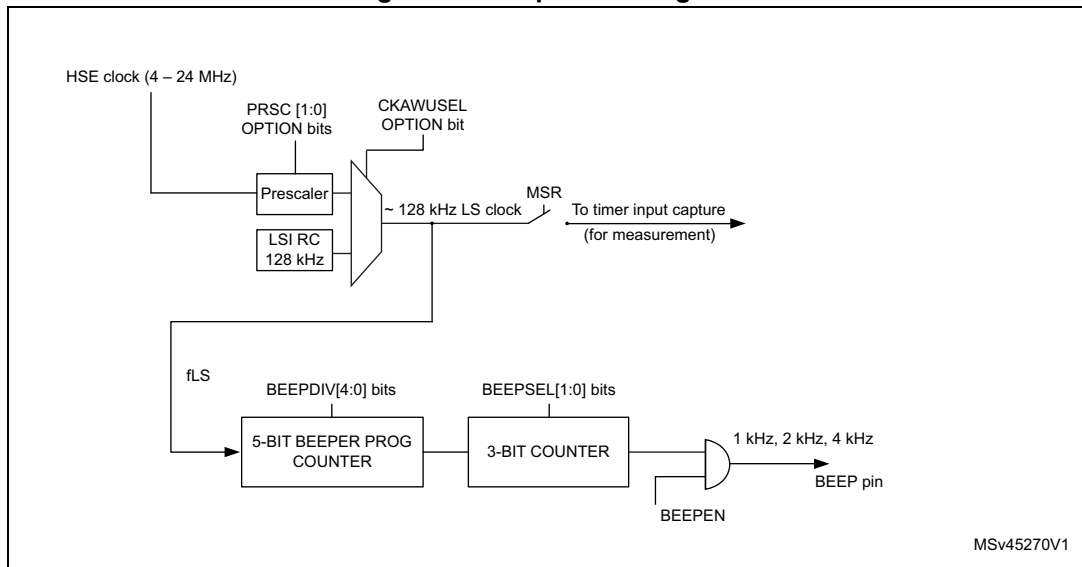 HSE clock (4 – 24 MHz)
PRSC [1:0]
OPTION bits
CKAWUSEL
OPTION bit
Prescaler
MSR
~ 128 kHz LS clock
To timer input capture
(for measurement)
LSI RC
128 kHz
fLS
BEEPDIV[4:0] bits
BEEPSEL[1:0] bits
5-BIT BEEPER PROG
COUNTER
3-BIT COUNTER
1 kHz, 2 kHz, 4 kHz
BEEP pin
BEEPEN
MSv45270V1